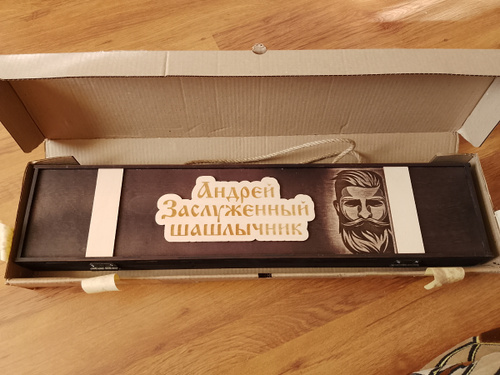 Андрей
Заслуженный
шашлычник